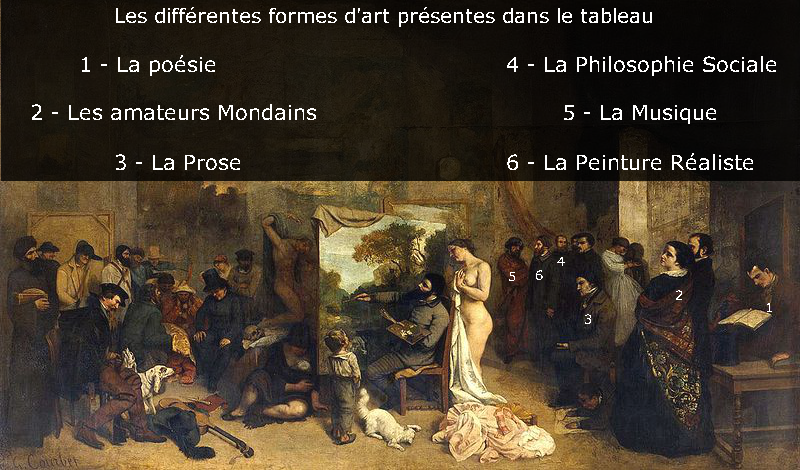 Les différentes formes d'art présentes dans le tableau
1 - La poésie
2 - Les amateurs Mondains
3 - La Prose
4 - La Philosophie Sociale
5 - La Musique
6 - La Peinture Réaliste
5
6
4
3
2
1
G. Courbet